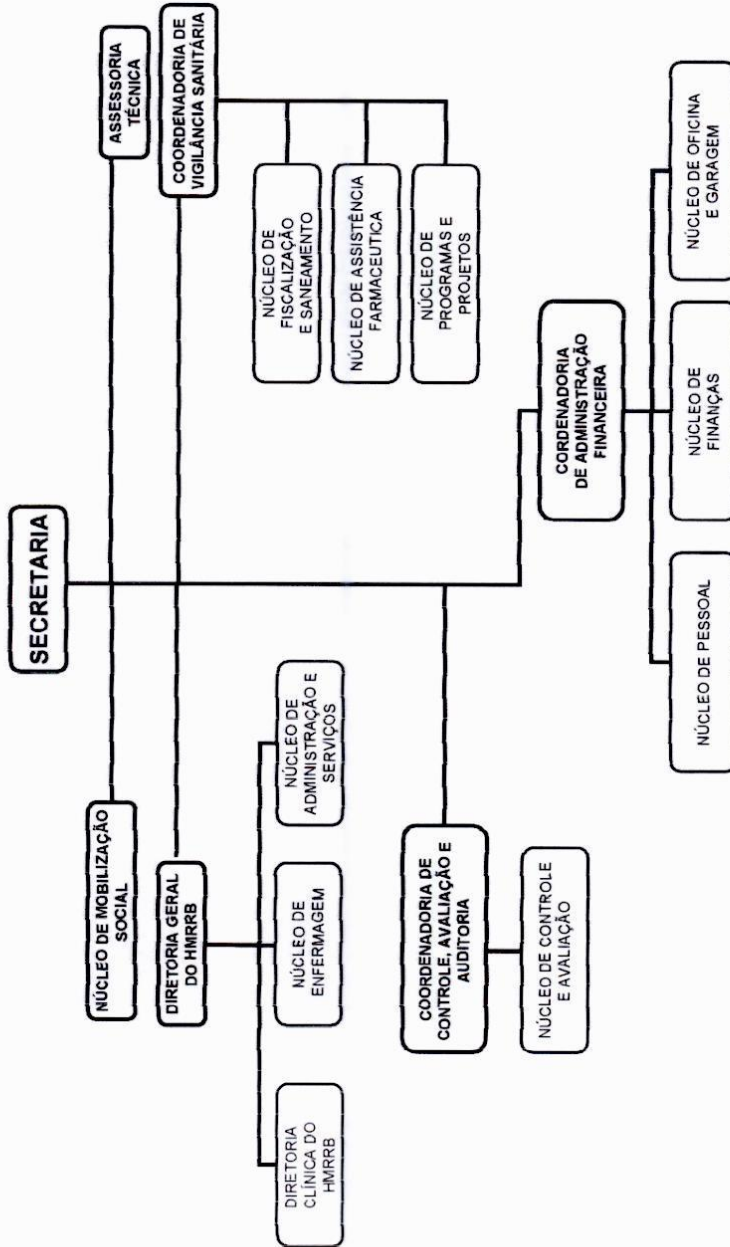 SECRETARIA
NÚCLEO DE MOBILIZAÇÃO
SOCIAL
ASSESSORIA
TÉCNICA
DIRETORIA GERAL
DO HMRRB
COORDENADORIA DE
VIGILÂNCIA SANITÁRIA
DIRETORIA
CLÍNICA DO
HMRRB
NÚCLEO DE
ENFERMAGEM
NÚCLEO DE
ADMINISTRAÇÃO E
SERVIÇOS
NÚCLEO DE
FISCALIZAÇÃO
E SANEAMENTO
NÚCLEO DE ASSISTÊNCIA
FARMACEUTICA
NÚCLEO DE
PROGRAMAS E
PROJETOS
COORDENADORIA DE
CONTROLE, AVALIAÇÃO E
AUDITORIA
NÚCLEO DE CONTROLE
E AVALIAÇÃO
CORDENADORIA
DE ADMINISTRAÇÃO
FINANCEIRA
NÚCLEO DE PESSOAL
NÚCLEO DE
FINANÇAS
NÚCLEO DE OFICINA
E GARAGEM